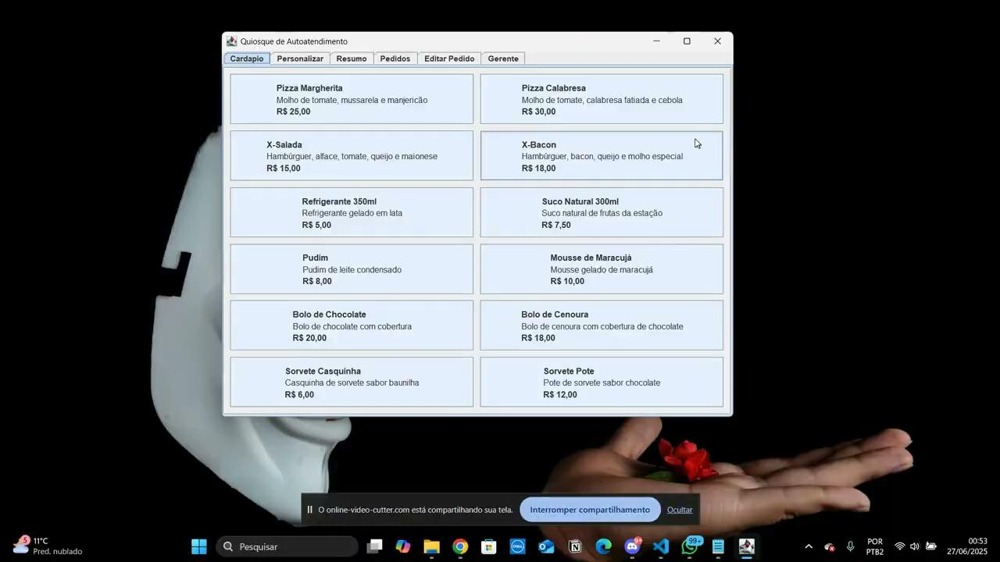 Quiosque de Autoatendimento
Cardapio
Personalizar
Resumo
Pedidos
Editar Pedido
Gerente
Pizza Margherita
Molho de tomate, mussarela e manjericão
R$ 25,00
Pizza Calabresa
Molho de tomate, calabresa fatiada e cebola
R$ 30,00
X-Salada
Hambúrguer, alface, tomate, queijo e maionese
R$ 15,00
X-Bacon
Hambúrguer, bacon, queijo e molho especial
R$ 18,00
Refrigerante 350ml
Refrigerante gelado em lata
R$ 5,00
Suco Natural 300ml
Suco natural de frutas da estação
R$ 7,50
Pudim
Pudim de leite condensado
R$ 8,00
Mousse de Maracujá
Mousse gelado de maracujá
R$ 10,00
Bolo de Chocolate
Bolo de chocolate com cobertura
R$ 20,00
Bolo de Cenoura
Bolo de cenoura com cobertura de chocolate
R$ 18,00
Sorvete Casquinha
Casquinha de sorvete sabor baunilha
R$ 6,00
Sorvete Pote
Pote de sorvete sabor chocolate
R$ 12,00
O online-video-cutter.com está compartilhando sua tela.
Interromper compartilhamento
Ocultar
5
11°C
Pred. nublado
Pesquisar
DELL
9+
99+
POR
PTB2
00:53
27/06/2025